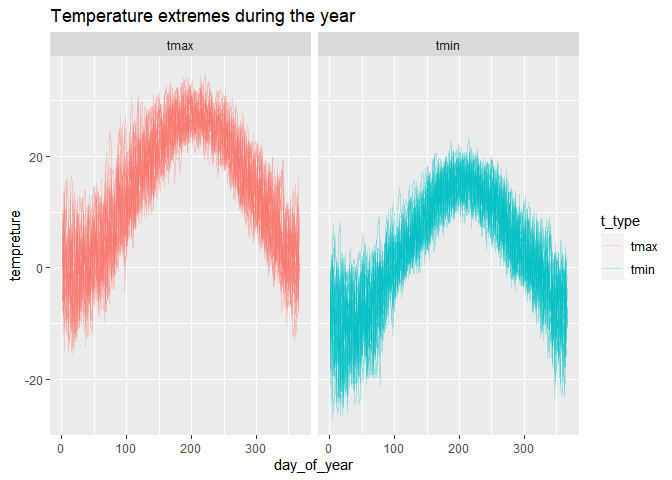 Temperature extremes during the year
tmax
tmin
20
0
-20
tempreture
0
100
200
300
0
100
200
300
day_of_year
t_type
tmax
tmin